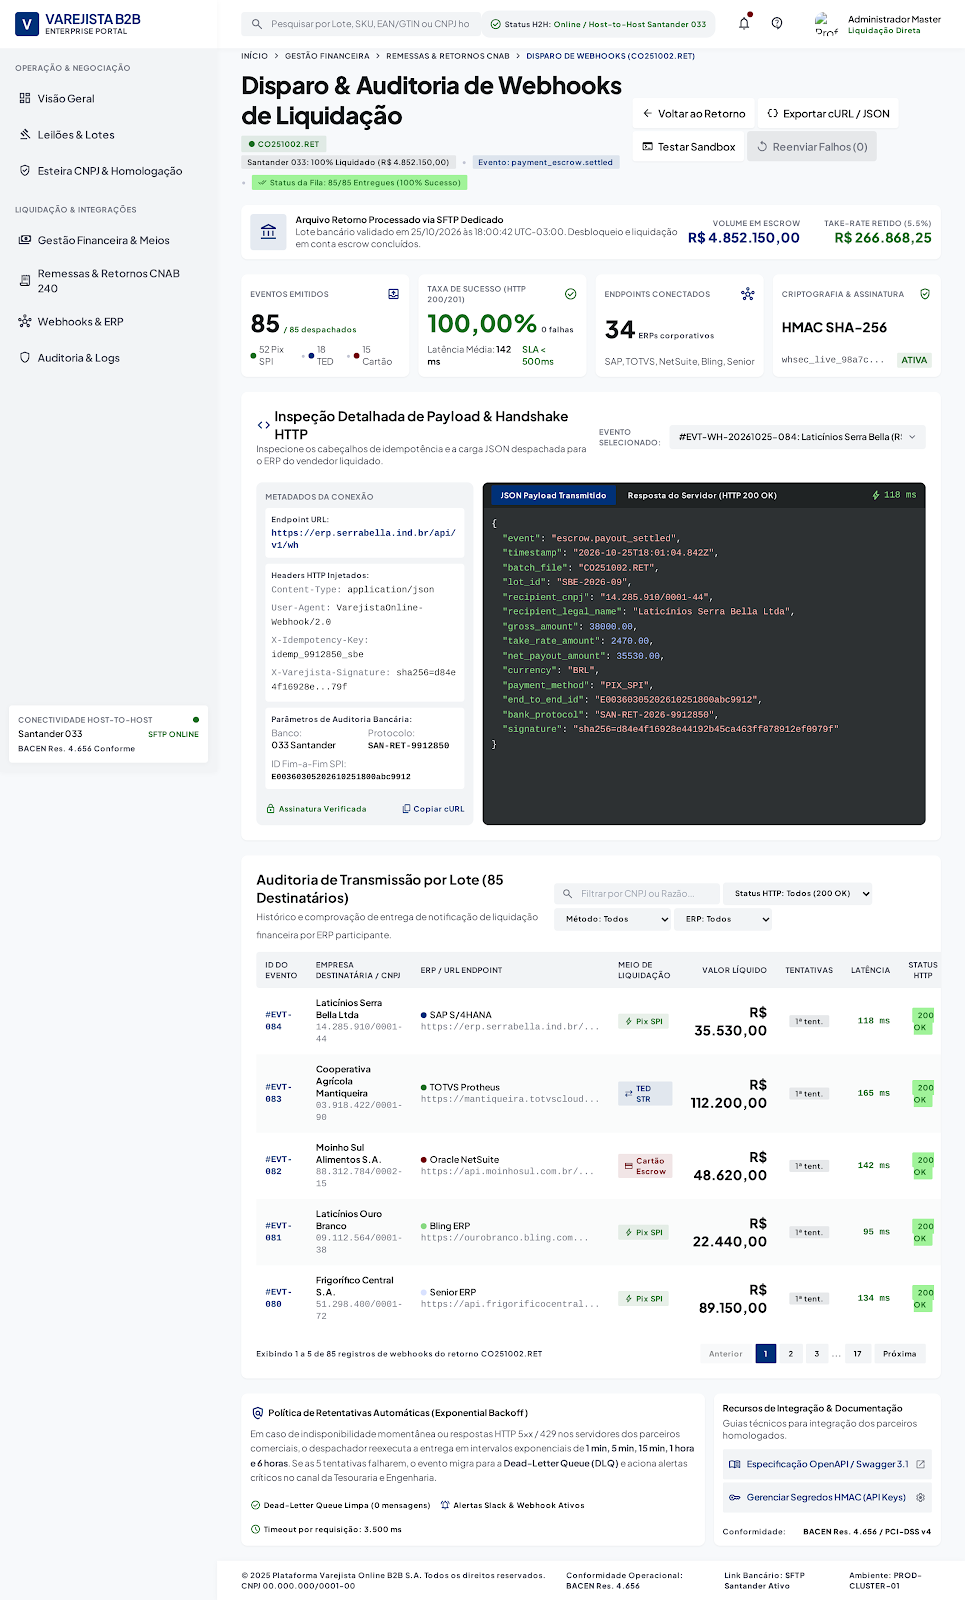 V
VAREJISTA B2B
ENTERPRISE PORTAL
Pesquisar por Lote, SKU, EAN/GTIN ou CNPJ ho
Status H2H: Online / Host-to-Host Santander 033
Prof
Administrador Master
Liquidação Direta
OPERAÇÃO & NEGOCIAÇÃO
Visão Geral
Leilões & Lotes
Esteira CNPJ & Homologação
LIQUIDAÇÃO & INTEGRAÇÕES
Gestão Financeira & Meios
Remessas & Retornos CNAB
240
Webhooks & ERP
Auditoria & Logs
CONECTIVIDADE HOST-TO-HOST
Santander 033
SFTP ONLINE
BACEN Res. 4.656 Conforme
INÍCIO > GESTÃO FINANCEIRA > REMESSAS & RETORNOS CNAB > DISPARO DE WEBHOOKS (CO251002.RET)
Disparo & Auditoria de Webhooks
de Liquidação
CO251002.RET
Santander 033: 100% Liquidado (R$ 4.852.150,00) • Evento: payment_escrow.settled
• Status da Fila: 85/85 Entregues (100% Sucesso)
Voltar ao Retorno
Exportar cURL / JSON
Testar Sandbox
Reenviar Falhos (0)
Arquivo Retorno Processado via SFTP Dedicado
Lote bancário validado em 25/10/2026 às 18:00:42 UTC-03:00. Desbloqueio e liquidação
em conta escrow concluídos.
VOLUME EM ESCROW
R$ 4.852.150,00
TAKE-RATE RETIDO (5.5%)
R$ 266.868,25
EVENTOS EMITIDOS
85 / 85 despachados
52 Pix
SPI
• 18
TED
• 15
Cartão
TAXA DE SUCESSO (HTTP
200/201)
100,00% 0 falhas
Latência Média: 142
ms
SLA <
500ms
ENDPOINTS CONECTADOS
34 ERPs corporativos
SAP, TOTVS, NetSuite, Bling, Senior
CRIPTOGRAFIA & ASSINATURA
HMAC SHA-256
whsec_live_98a7c...
ATIVA
Inspeção Detalhada de Payload & Handshake
HTTP
Inspecione os cabeçalhos de idempotência e a carga JSON despachada para
o ERP do vendedor liquidado.
EVENTO
SELECIONADO:
#EVT-WH-20261025-084: Laticínios Serra Bella (R$
METADADOS DA CONEXÃO
Endpoint URL:
https://erp.serrabella.ind.br/api/
v1/wh
Headers HTTP Injetados:
Content-Type: application/json
User-Agent: VarejistaOnline-
Webhook/2.0
X-Idempotency-Key:
idemp_9912850_sbe
X-Varejista-Signature: sha256=d84e
4f16928e...79f
Parâmetros de Auditoria Bancária:
Banco:
033 Santander
Protocolo:
SAN-RET-9912850
ID Fim-a-Fim SPI:
E00360305202610251800abc9912
Assinatura Verificada
Copiar cURL
JSON Payload Transmitido
Resposta do Servidor (HTTP 200 OK)
118 ms
{
"event": "escrow.payout_settled",
"timestamp": "2026-10-25T18:01:04.842Z",
"batch_file": "CO251002.RET",
"lot_id": "SBE-2026-09",
"recipient_cnpj": "14.285.910/0001-44",
"recipient_legal_name": "Laticínios Serra Bella Ltda",
"gross_amount": 38000.00,
"take_rate_amount": 2470.00,
"net_payout_amount": 35530.00,
"currency": "BRL",
"payment_method": "PIX_SPI",
"end_to_end_id": "E00360305202610251800abc9912",
"bank_protocol": "SAN-RET-2026-9912850",
"signature": "sha256=d84e4f16928e44192b45ca463ff878912ef0979f"
}
Auditoria de Transmissão por Lote (85
Destinatários)
Histórico e comprovação de entrega de notificação de liquidação
financeira por ERP participante.
Filtrar por CNPJ ou Razão...
Status HTTP: Todos (200 OK)
Método: Todos
ERP: Todos
ID DO
EVENTO
EMPRESA
DESTINATÁRIA / CNPJ
ERP / URL ENDPOINT
MEIO DE
LIQUIDAÇÃO
VALOR LÍQUIDO
TENTATIVAS
LATÊNCIA
STATUS
HTTP
#EVT-
084
Laticínios Serra
Bella Ltda
14.285.910/0001-
44
SAP S/4HANA
https://erp.serrabella.ind.br/...
Pix SPI
R$
35.530,00
1ª tent.
118 ms
200
OK
#EVT-
083
Cooperativa
Agrícola
Mantiqueira
03.918.422/0001-
90
TOTVS Protheus
https://mantiqueira.totvscloud...
TED
STR
R$
112.200,00
1ª tent.
165 ms
200
OK
#EVT-
082
Moinho Sul
Alimentos S.A.
88.312.784/0002-
15
Oracle NetSuite
https://api.moinhosul.com.br/...
Cartão
Escrow
R$
48.620,00
1ª tent.
142 ms
200
OK
#EVT-
081
Laticínios Ouro
Branco
09.112.564/0001-
38
Bling ERP
https://ourobranco.bling.com...
Pix SPI
R$
22.440,00
1ª tent.
95 ms
200
OK
#EVT-
080
Frigorífico Central
S.A.
51.298.400/0001-
72
Senior ERP
https://api.frigorificocentral...
Pix SPI
R$
89.150,00
1ª tent.
134 ms
200
OK
Exibindo 1 a 5 de 85 registros de webhooks do retorno CO251002.RET
Anterior 1 2 3 ... 17 Próxima
Política de Retentativas Automáticas (Exponential Backoff)
Em caso de indisponibilidade momentânea ou respostas HTTP 5xx / 429 nos servidores dos parceiros
comerciais, o despachador reexecuta a entrega em intervalos exponenciais de 1 min, 5 min, 15 min, 1 hora
e 6 horas. Se as 5 tentativas falharem, o evento migra para a Dead-Letter Queue (DLQ) e aciona alertas
críticos no canal da Tesouraria e Engenharia.
Dead-Letter Queue Limpa (0 mensagens)
Alertas Slack & Webhook Ativos
Timeout por requisição: 3.500 ms
Recursos de Integração & Documentação
Guias técnicos para integração dos parceiros
homologados.
Especificação OpenAPI / Swagger 3.1
Gerenciar Segredos HMAC (API Keys)
Conformidade:
BACEN Res. 4.656 / PCI-DSS v4
© 2025 Plataforma Varejista Online B2B S.A. Todos os direitos reservados.
CNPJ 00.000.000/0001-00
Conformidade Operacional:
BACEN Res. 4.656
Link Bancário: SFTP
Santander Ativo
Ambiente: PROD-
CLUSTER-01